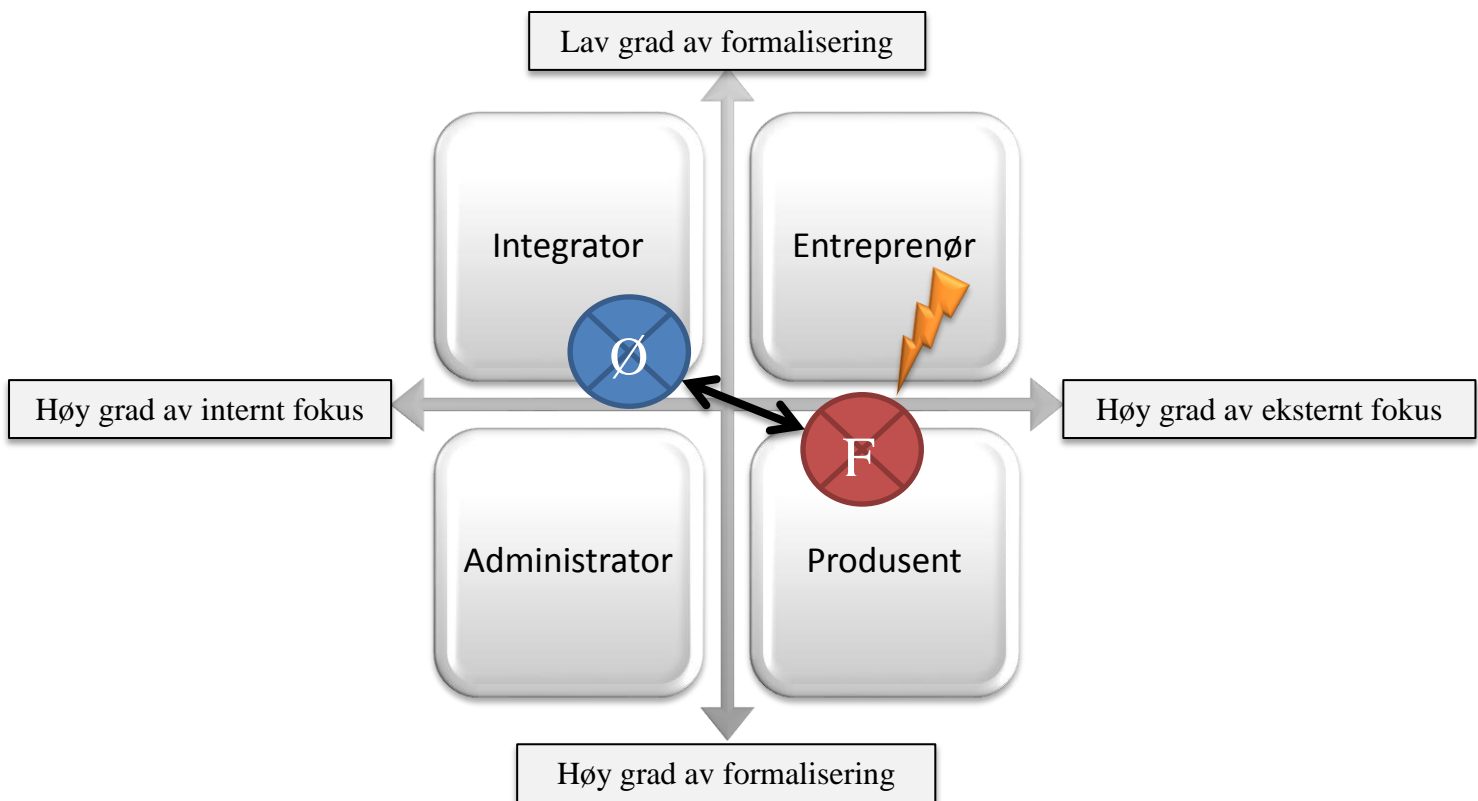 Lav grad av formalisering
Integrator
Entreprenør
Ø
Høy grad av internt fokus
Høy grad av eksternt fokus
F
Administrator
Produsent
Høy grad av formalisering